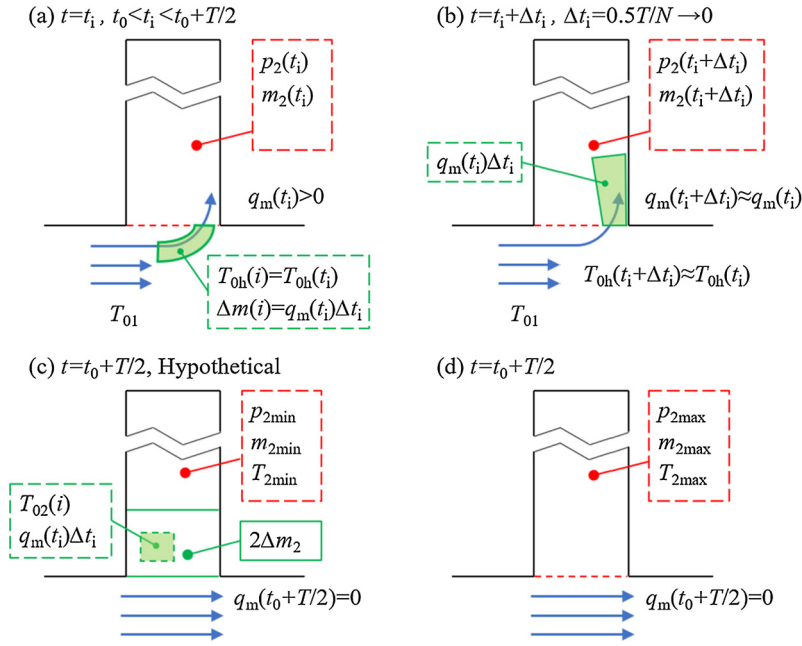 (a) t=tᵢ , t₀<tᵢ<t₀+T/2
p₂(tᵢ)
m₂(tᵢ)
qₘ(tᵢ)>0
T₀ₕ(i)=T₀ₕ(tᵢ)
Δm(i)=qₘ(tᵢ)Δtᵢ
T₀₁
(b) t=tᵢ+Δtᵢ , Δtᵢ=0.5T/N →0
p₂(tᵢ+Δtᵢ)
m₂(tᵢ+Δtᵢ)
qₘ(tᵢ)Δtᵢ
qₘ(tᵢ+Δtᵢ)≈qₘ(tᵢ)
T₀ₕ(tᵢ+Δtᵢ)≈T₀ₕ(tᵢ)
T₀₁
(c) t=t₀+T/2, Hypothetical
p₂ₘᵢₙ
m₂ₘᵢₙ
T₂ₘᵢₙ
T₀₂(i)
qₘ(tᵢ)Δtᵢ
2Δm₂
qₘ(t₀+T/2)=0
(d) t=t₀+T/2
p₂ₘₐₓ
m₂ₘₐₓ
T₂ₘₐₓ
qₘ(t₀+T/2)=0